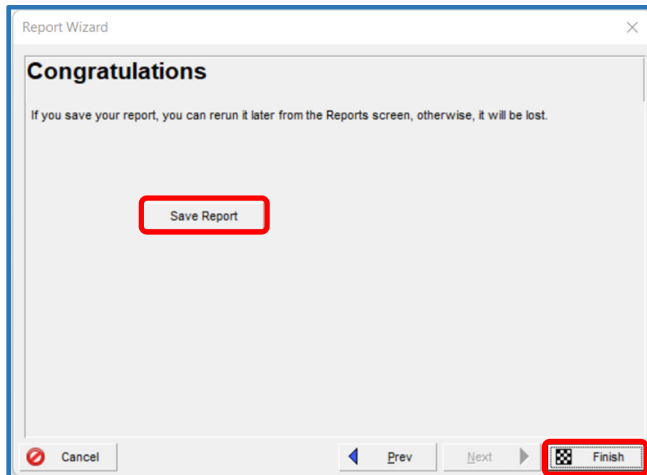 Report Wizard
Congratulations
If you save your report, you can rerun it later from the Reports screen, otherwise, it will be lost.
Save Report
Cancel
Prev
Next
Finish